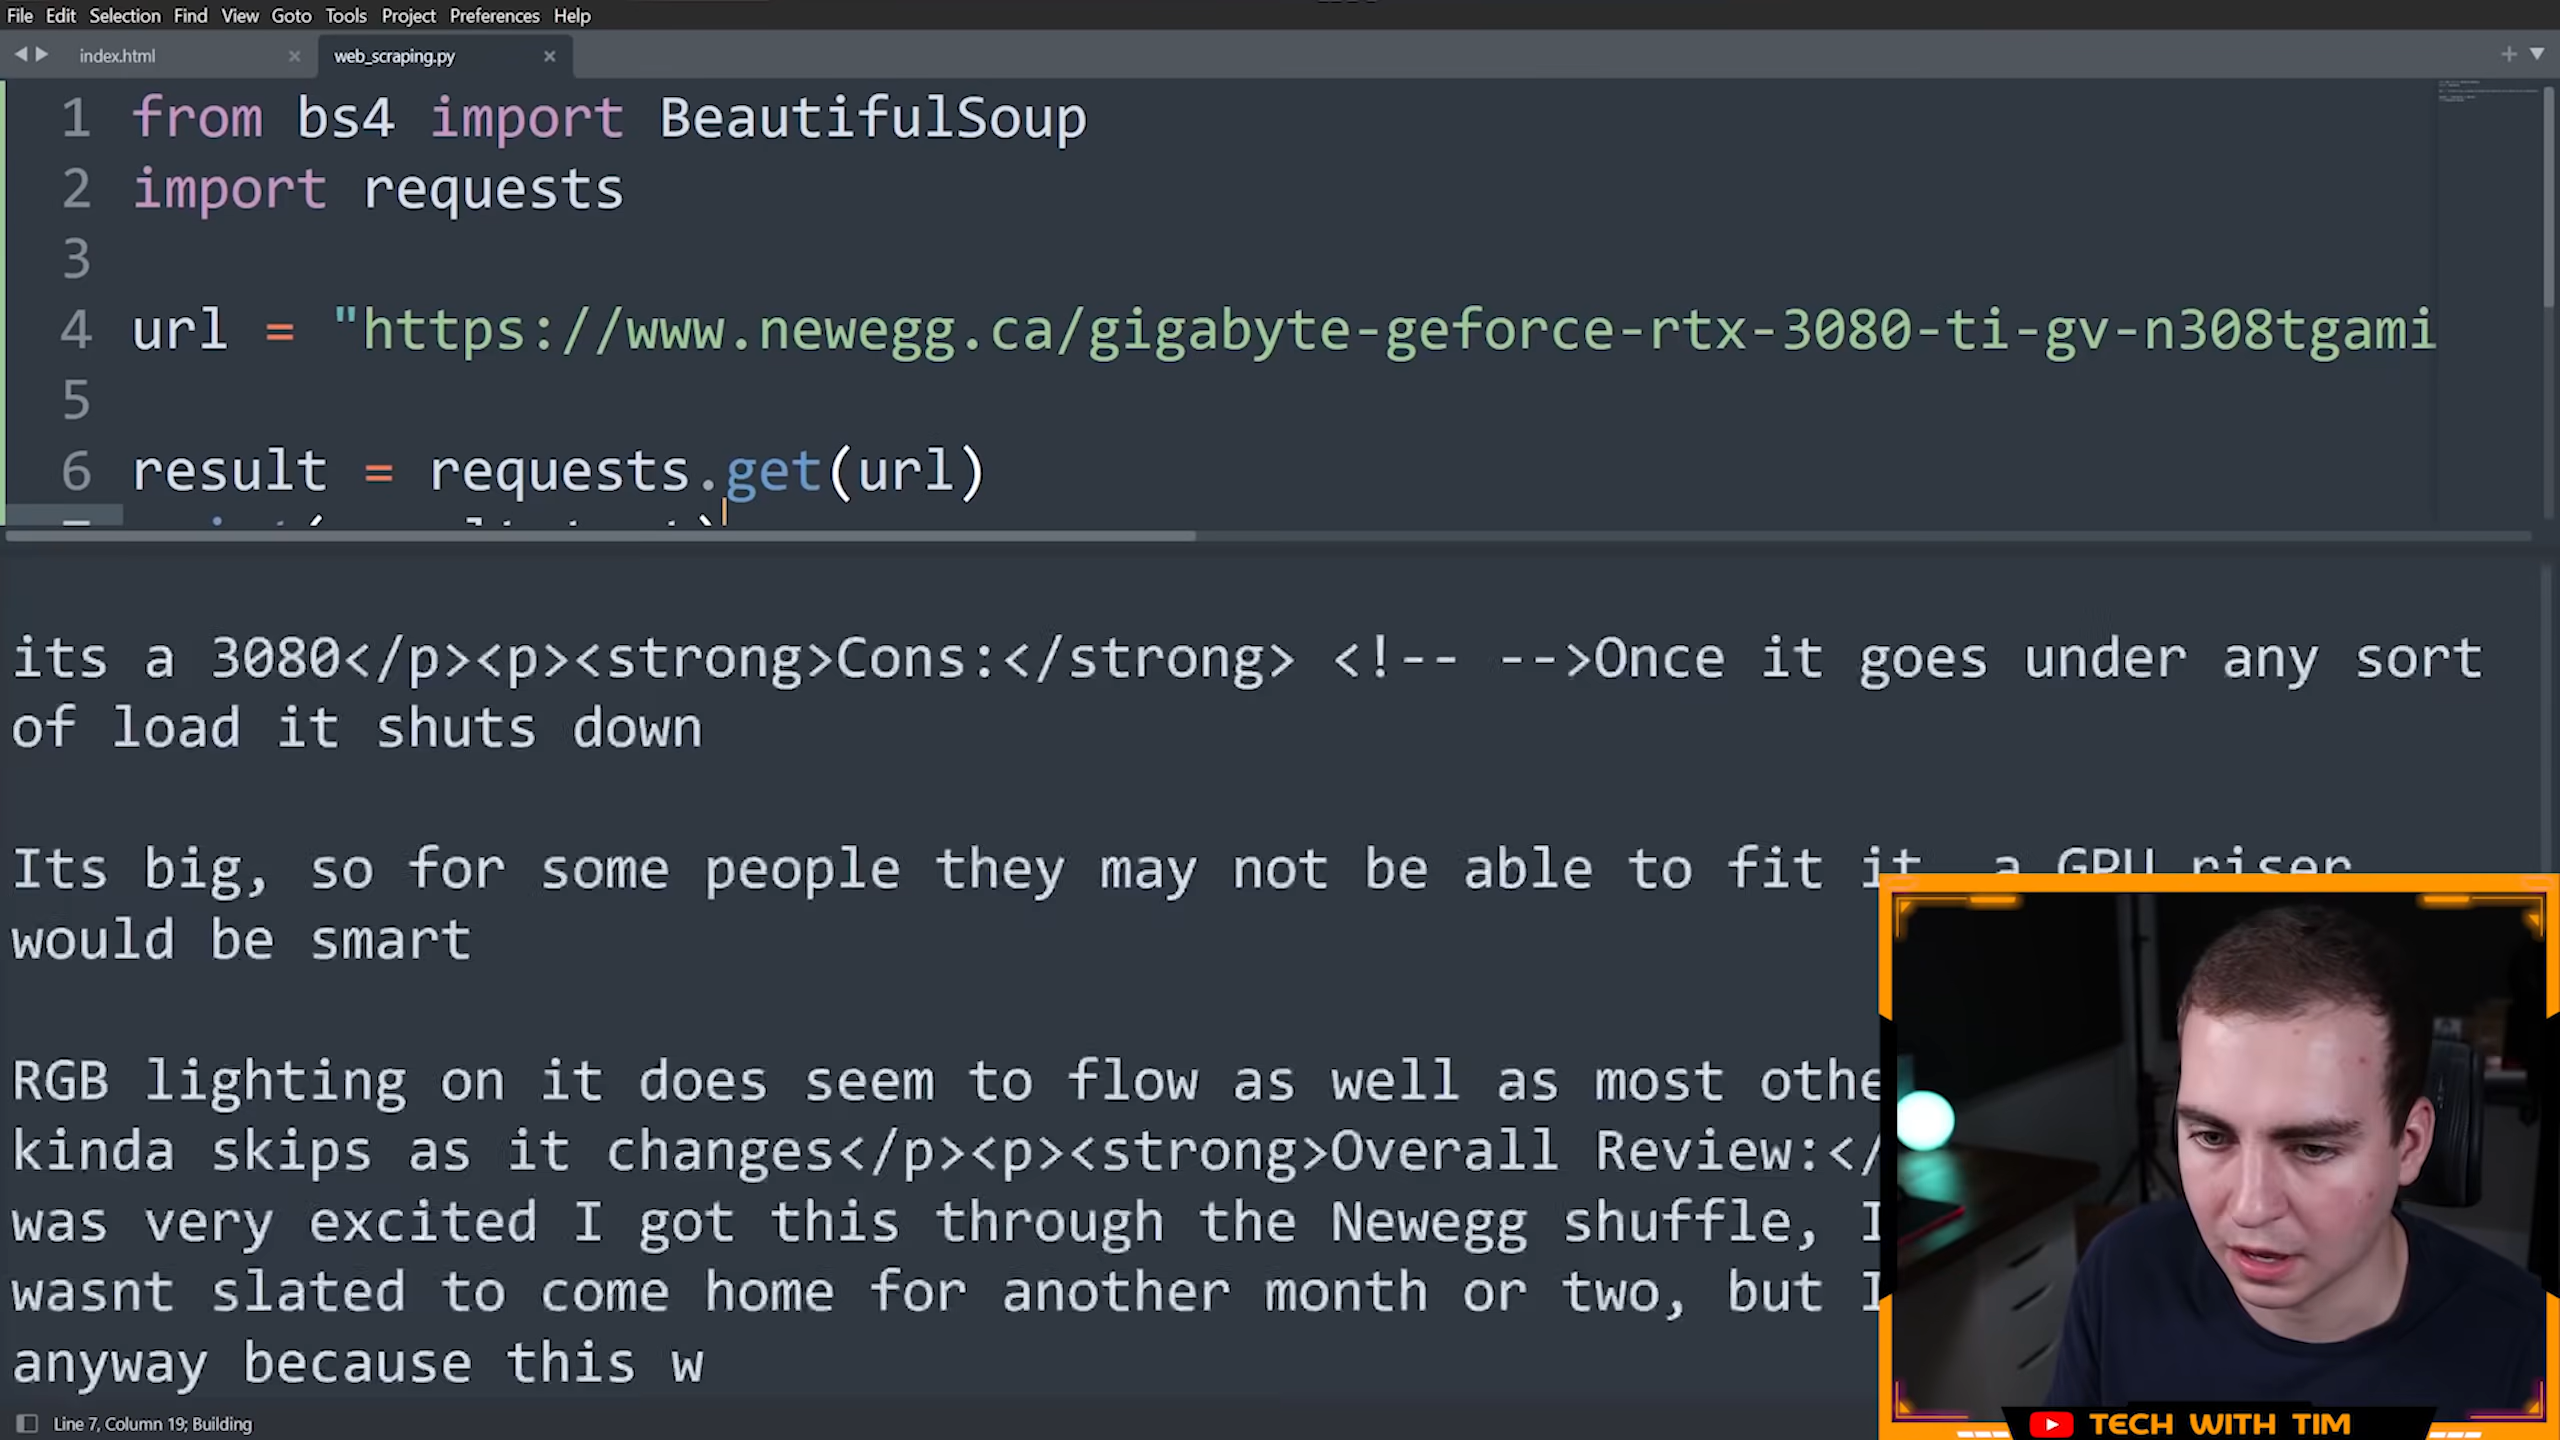 File Edit Selection Find View Goto Tools Project Preferences Help
index.html
web_scraping.py
1 from bs4 import BeautifulSoup
2 import requests
3
4 url = "https://www.newegg.ca/gigabyte-geforce-rtx-3080-ti-gv-n308tgami
5
6 result = requests.get(url)
its a 3080</p><p><strong>Cons:</strong> <!-- -->Once it goes under any sort
of load it shuts down
Its big, so for some people they may not be able to fit it a GPU riser
would be smart
RGB lighting on it does seem to flow as well as most othe
kinda skips as it changes</p><p><strong>Overall Review:</
was very excited I got this through the Newegg shuffle, I
wasnt slated to come home for another month or two, but I
anyway because this w
Line 7, Column 19; Building
TECH WITH TIM